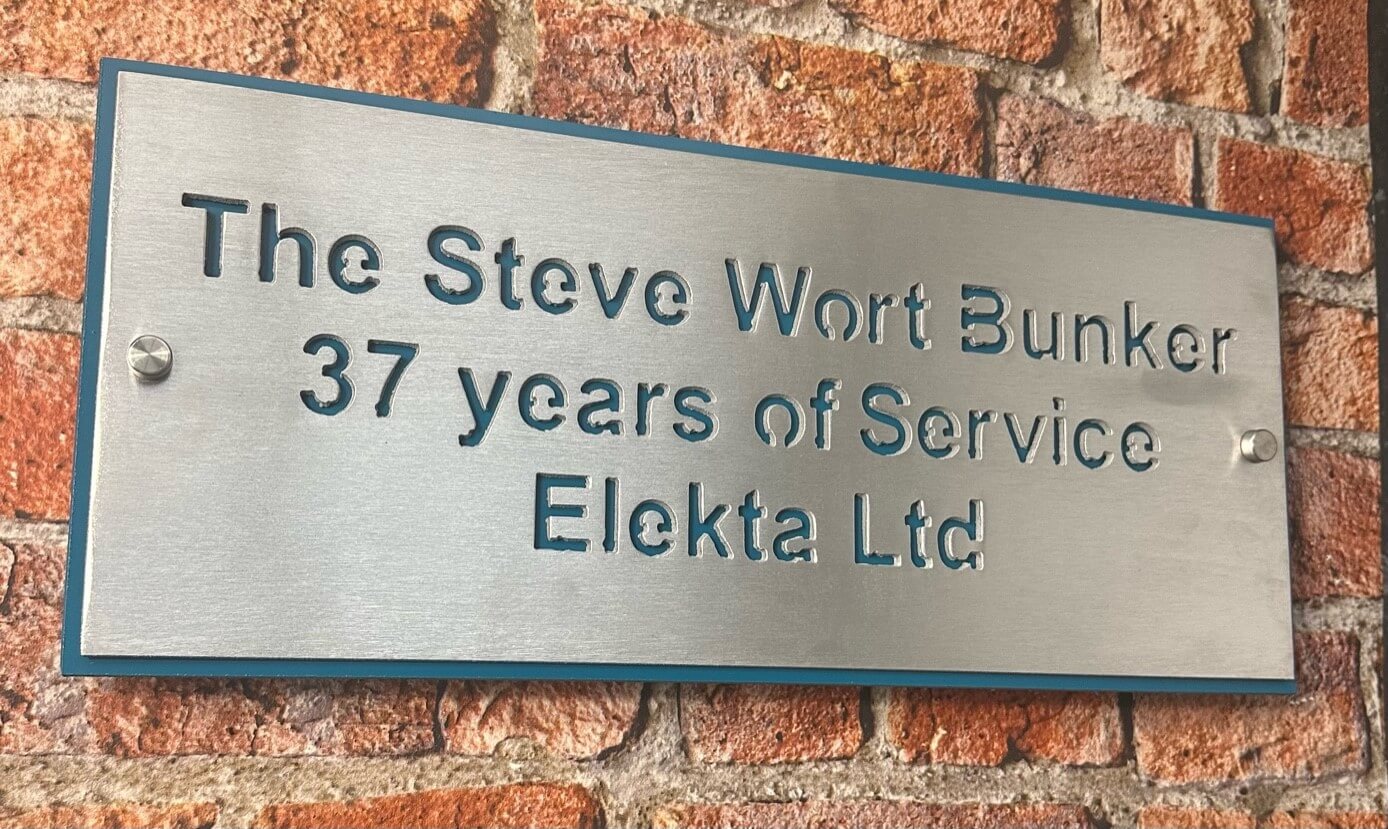 The Steve Wort Bunker
37 years of Service
Elekta Ltd